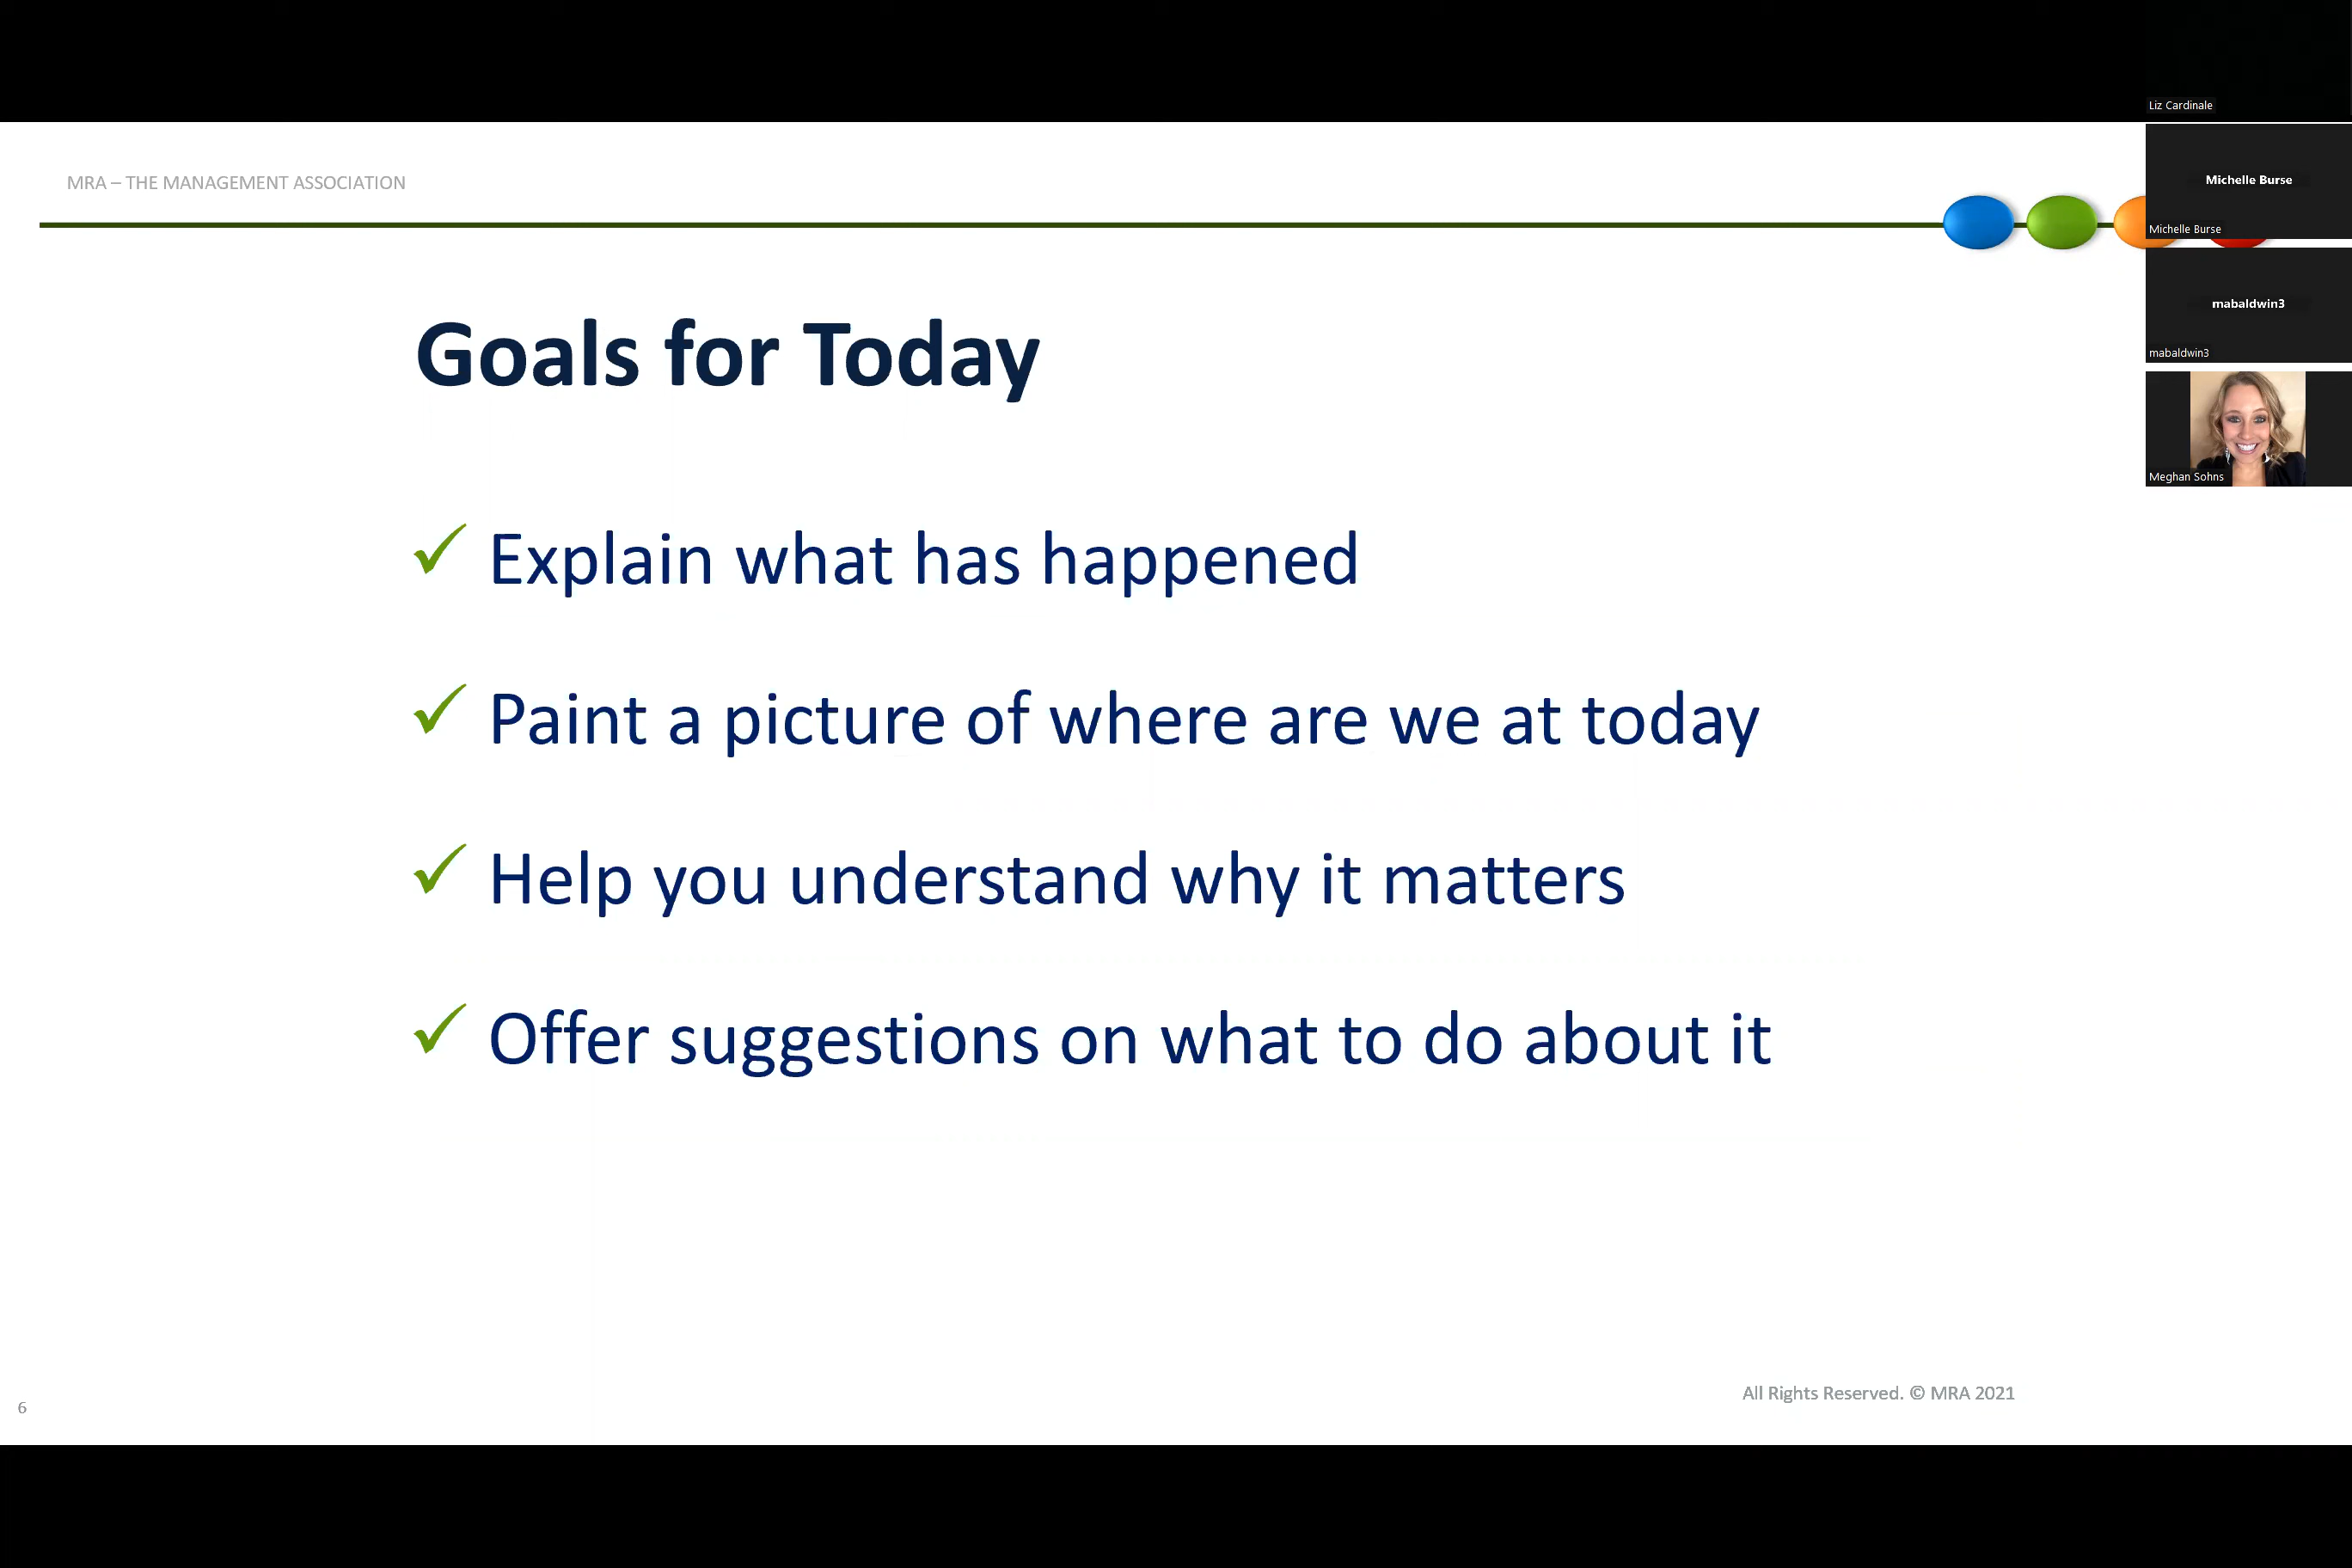 Liz Cardinale
MRA – THE MANAGEMENT ASSOCIATION
Michelle Burse
Michelle Burse
mabaldwin3
mabaldwin3
Meghan Sohns
Goals for Today
✓ Explain what has happened
✓ Paint a picture of where are we at today
✓ Help you understand why it matters
✓ Offer suggestions on what to do about it
All Rights Reserved. © MRA 2021
6